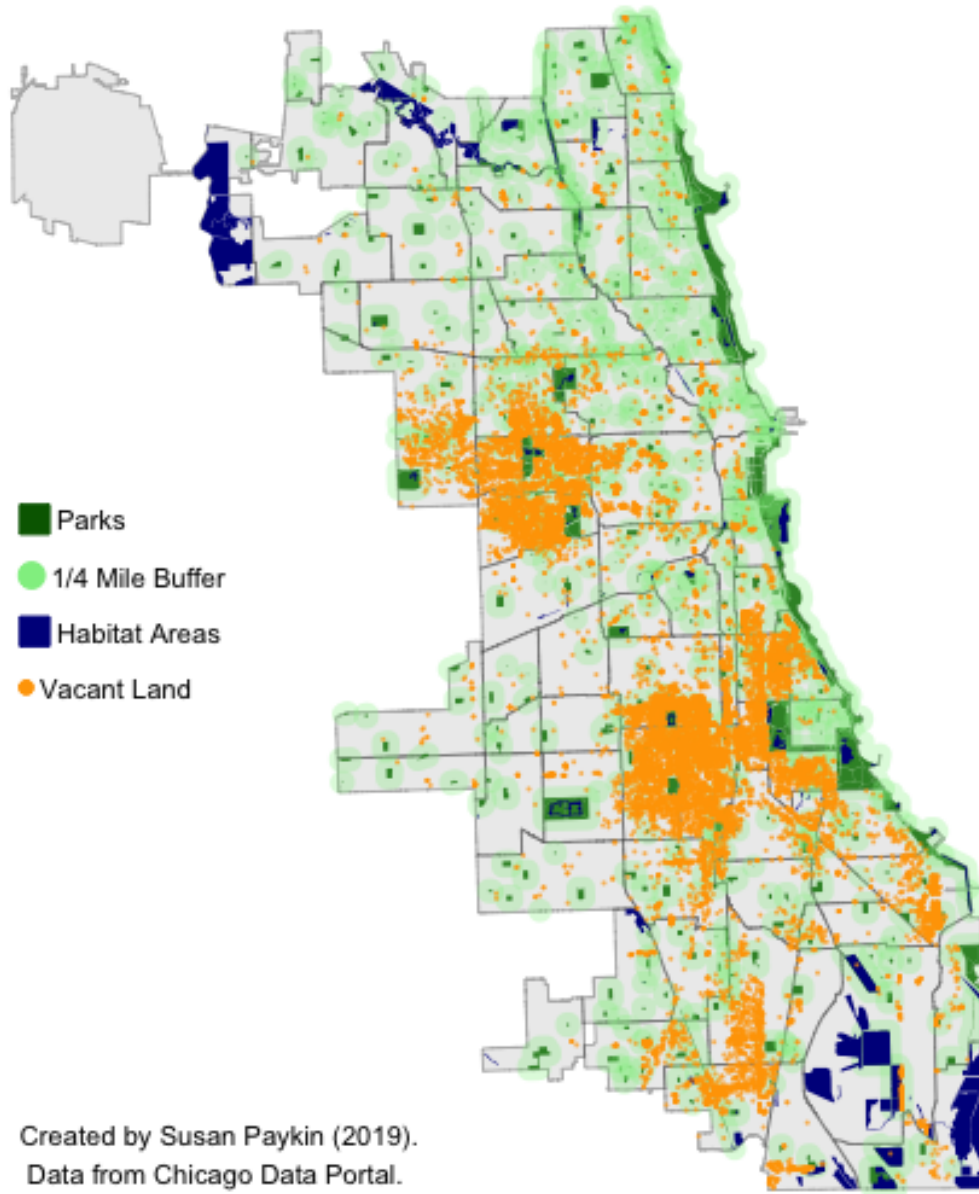 Parks
1/4 Mile Buffer
Habitat Areas
Vacant Land
Created by Susan Paykin (2019).
Data from Chicago Data Portal.